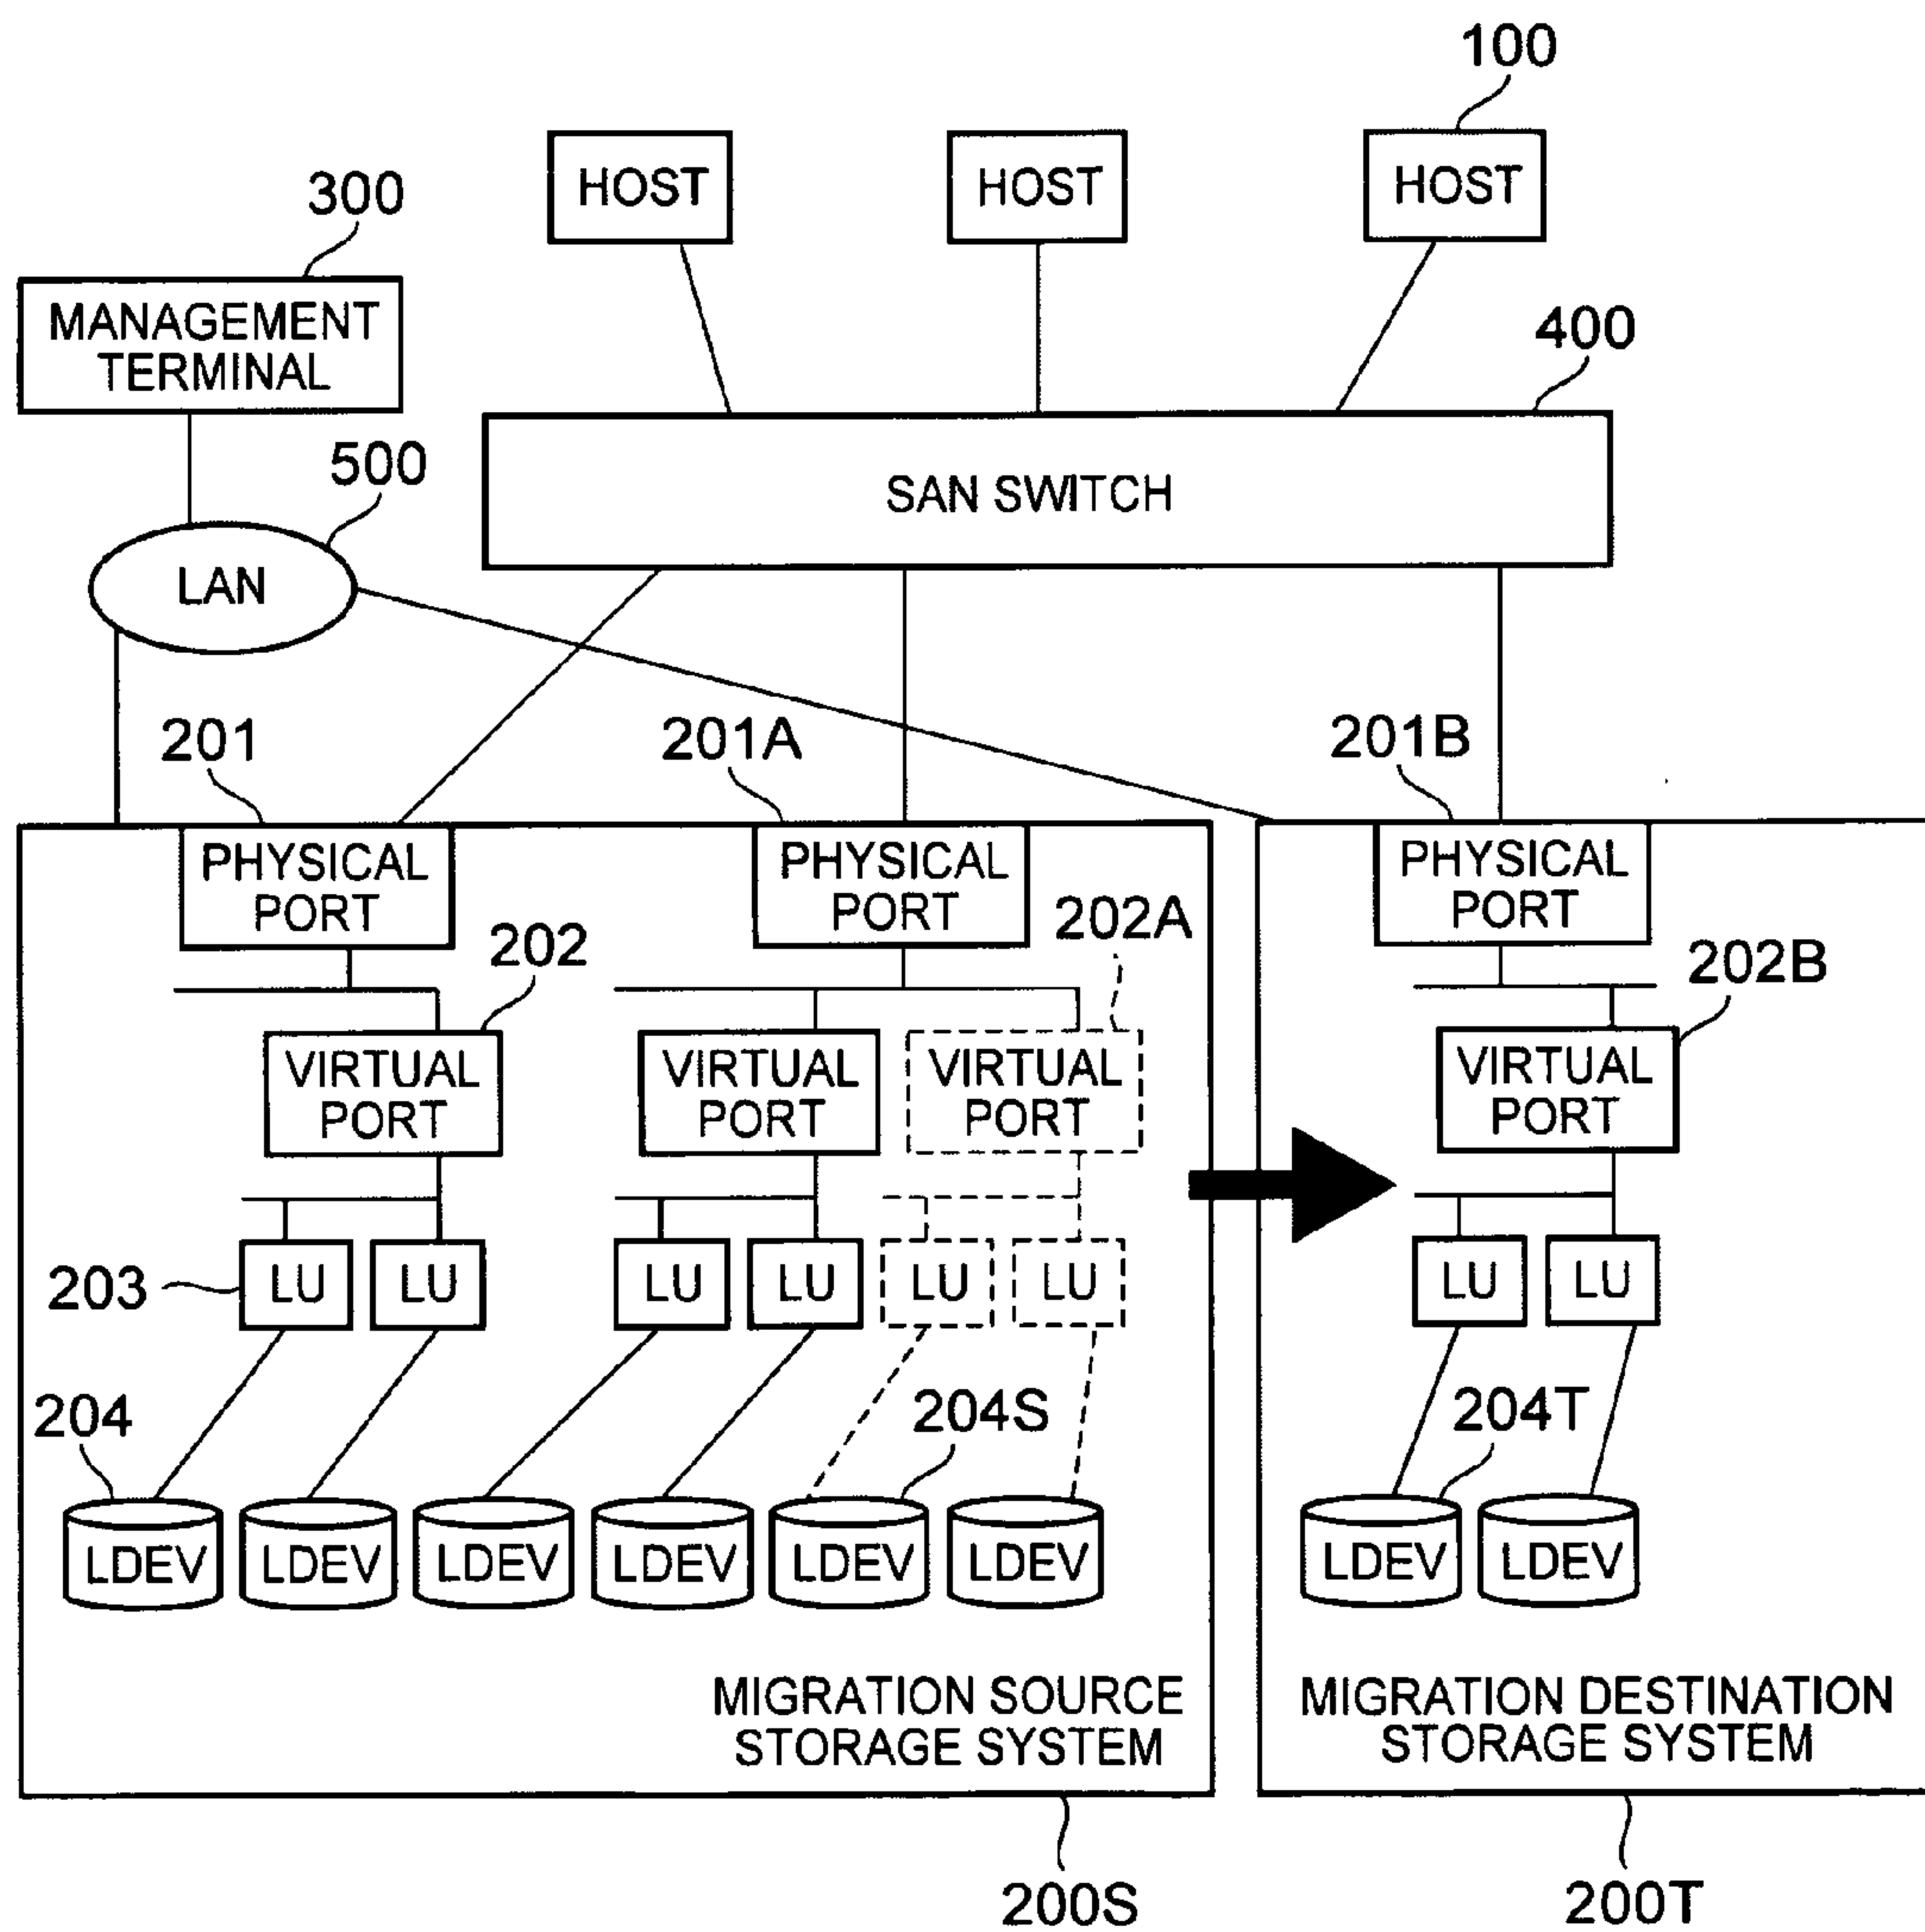 100
HOST
HOST
HOST
300
MANAGEMENT
TERMINAL
400
500
SAN SWITCH
LAN
201
201A
201B
PHYSICAL
PORT
PHYSICAL
PORT
PHYSICAL
PORT
202
202A
202B
VIRTUAL
PORT
VIRTUAL
PORT
VIRTUAL
PORT
VIRTUAL
PORT
203
LU
LU
LU
LU
LU
LU
LU
LU
204
204S
204T
LDEV
LDEV
LDEV
LDEV
LDEV
LDEV
LDEV
LDEV
MIGRATION SOURCE
STORAGE SYSTEM
MIGRATION DESTINATION
STORAGE SYSTEM
200S
200T